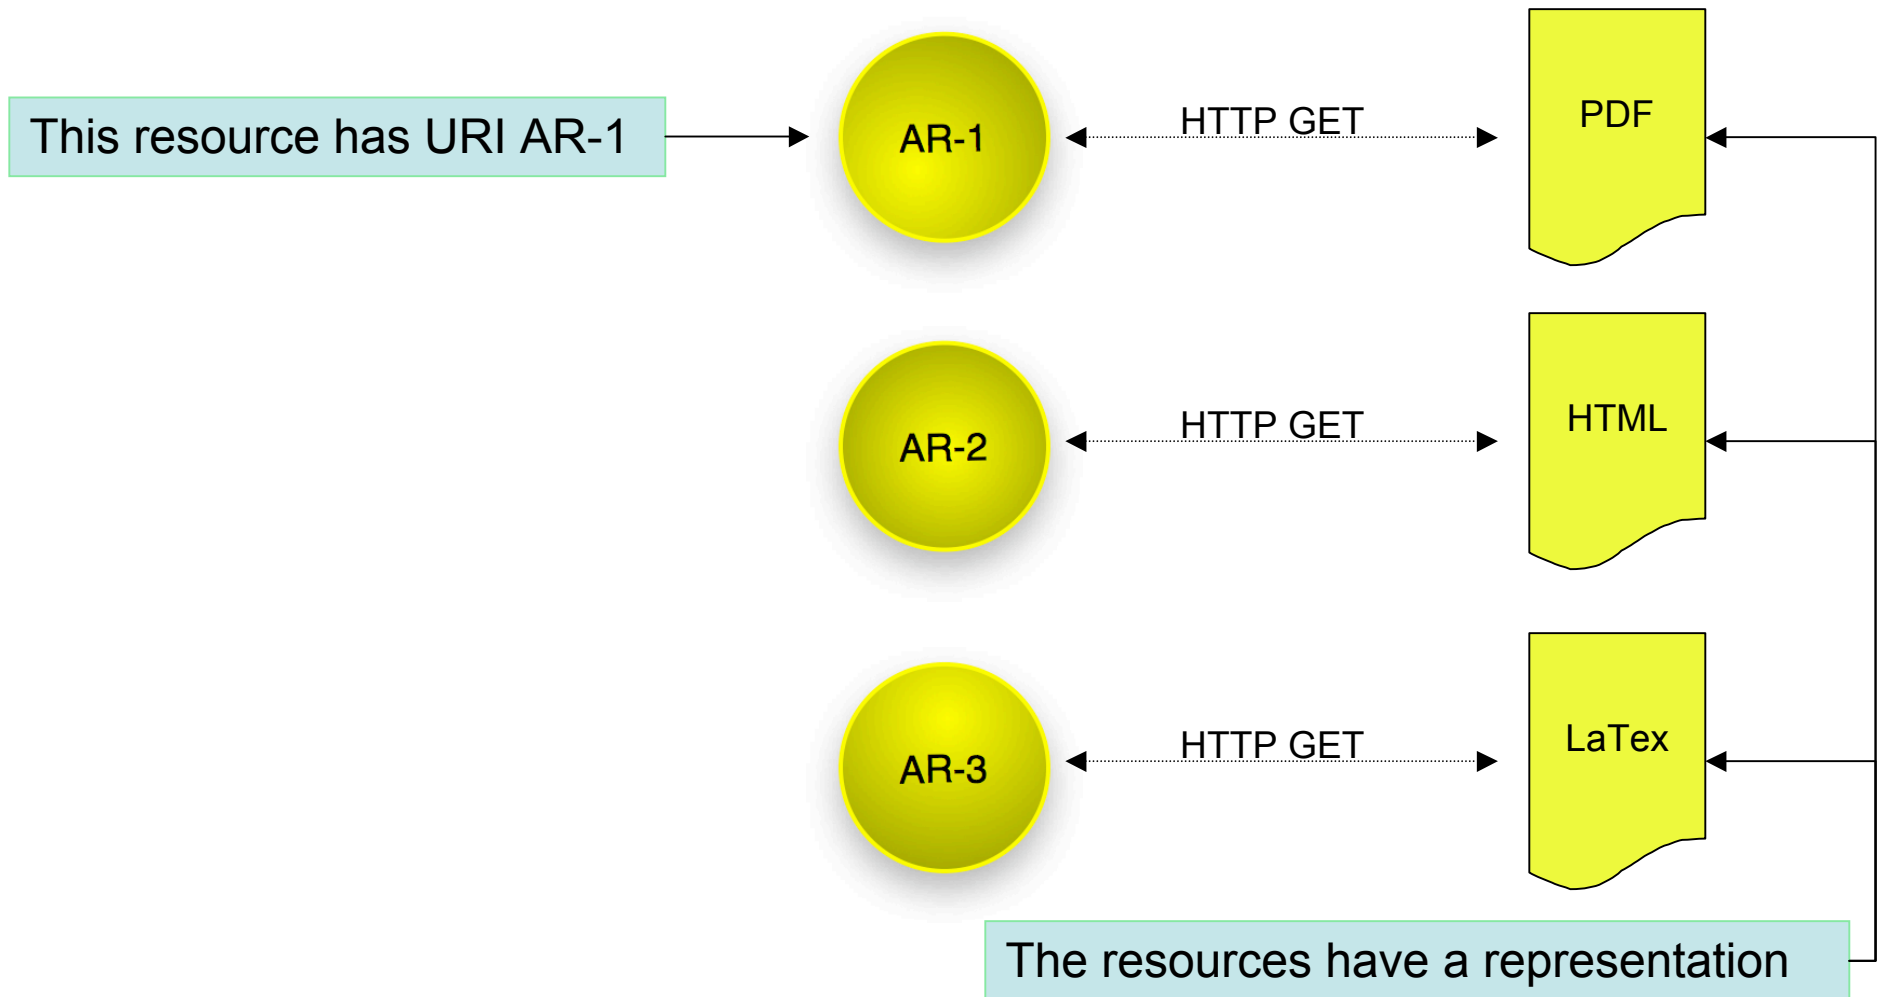 This resource has URI AR-1
AR-1
HTTP GET
PDF
AR-2
HTTP GET
HTML
AR-3
HTTP GET
LaTex
The resources have a representation